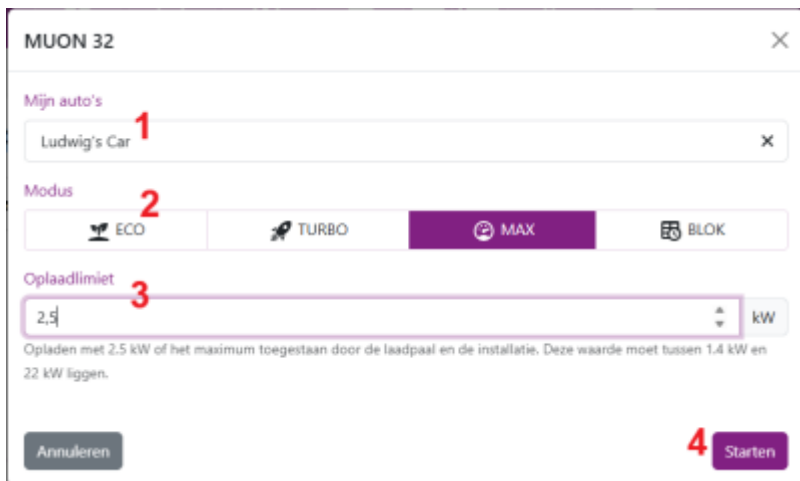 MUON 32
Mijn auto's
1
Ludwig's Car
Modus
2
ECO
TURBO
MAX
BLOK
Oplaadlimiet
3
2,5
kW
Opladen met 2.5 kW of het maximum toegestaan door de laadpaal en de installatie. Deze waarde moet tussen 1.4 kW en
22 kW liggen.
Annuleren
4
Starten